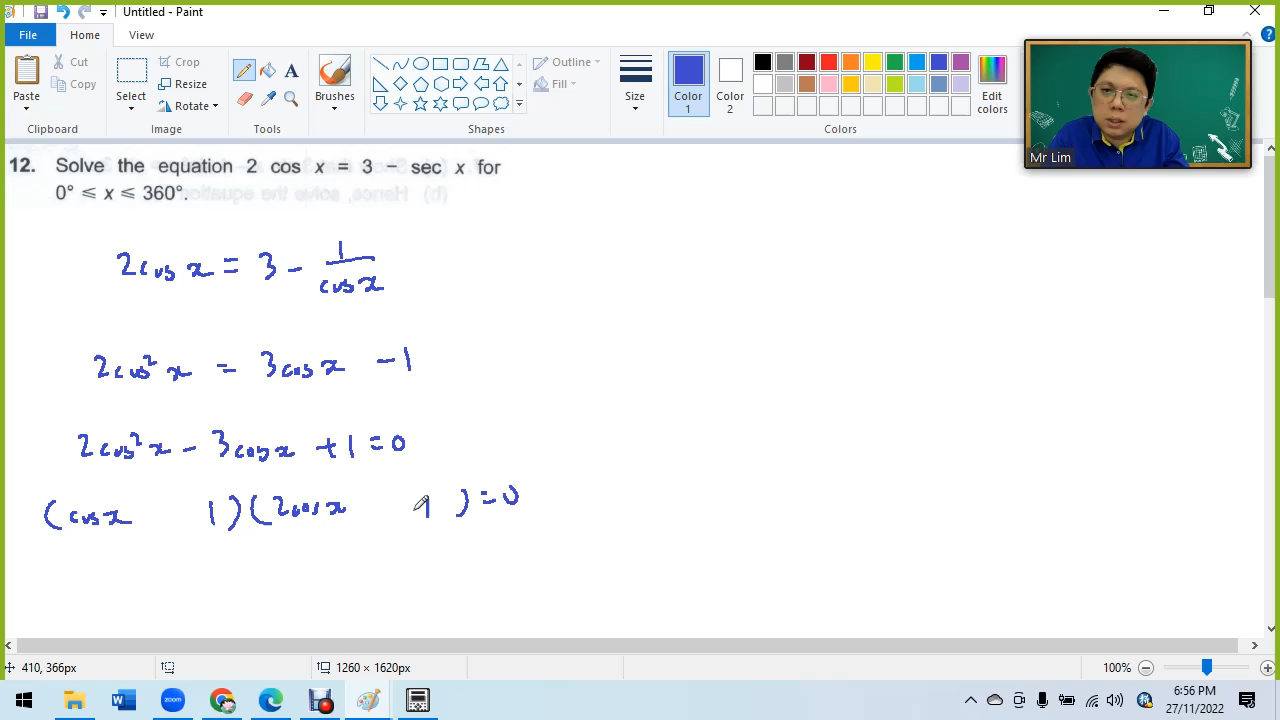 Untitled - Paint
File
Home
View
Paste
Cut
Copy
Clipboard
Select
Crop
Resize
Rotate
Image
A
Tools
Brushes
Shapes
Outline
Fill
Size
Color 1
Color 2
Edit colors
Colors
Mr Lim
12. Solve the equation 2 cos x = 3 − sec x for
0° ⩽ x ⩽ 360°.
2cos x = 3 − 1/cos x
2cos² x = 3cos x − 1
2cos² x − 3cos x + 1 = 0
(cos x 1)(2cos x 1) = 0
410, 366px
1260 × 1620px
100%
6:56 PM
27/11/2022
zoom